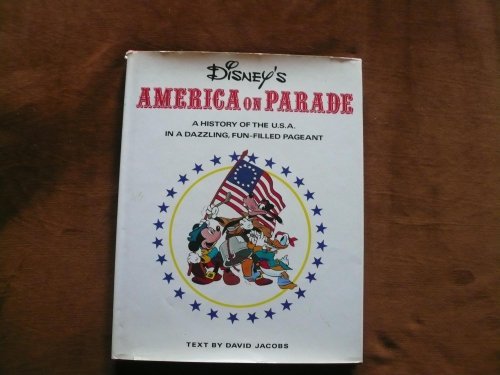 DISNEY'S
AMERICA ON PARADE
A HISTORY OF THE U.S.A.
IN A DAZZLING, FUN-FILLED PAGEANT
TEXT BY DAVID JACOBS